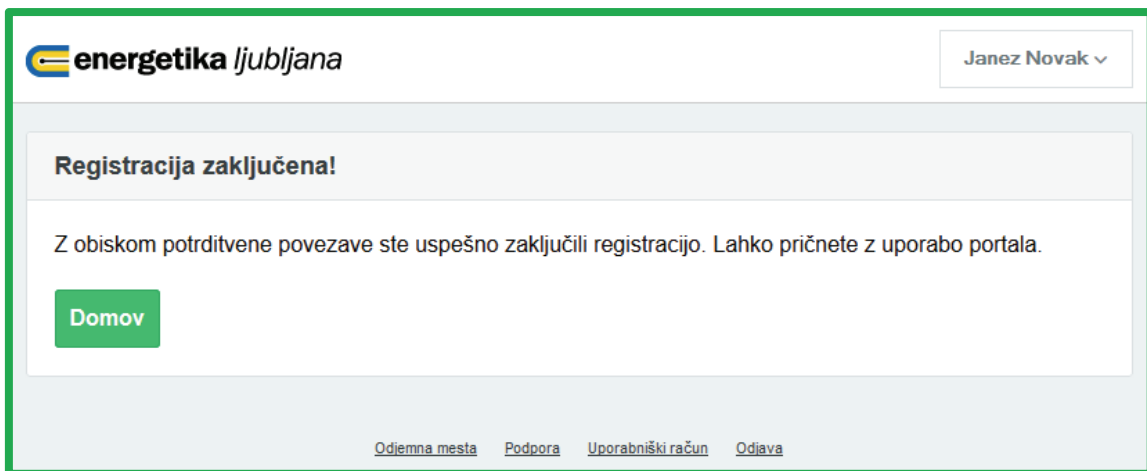 energetika ljubljana
Janez Novak
Registracija zaključena!
Z obiskom potrditvene povezave ste uspešno zaključili registracijo. Lahko pričnete z uporabo portala.
Domov
Odjemna mesta Podpora Uporabniški račun Odjava